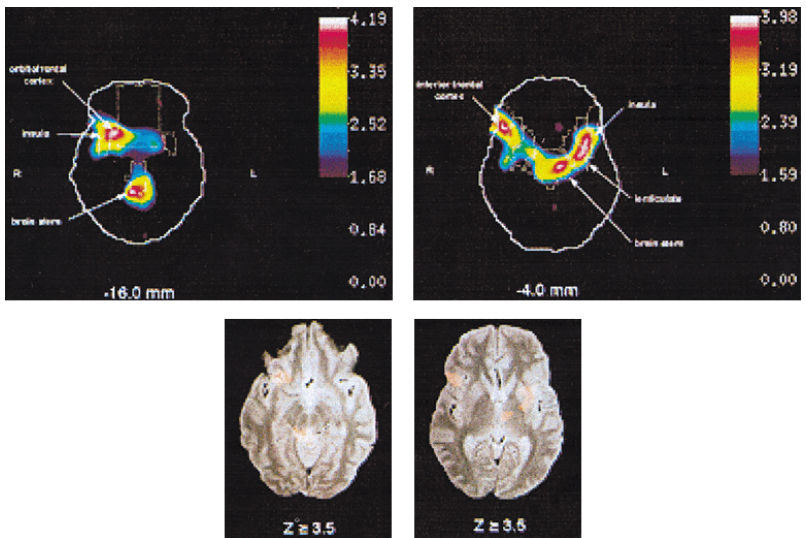 orbitofrontal
cortex
insula
brain stem
R
L
4.19
3.35
2.52
1.68
0.84
0.00
-16.0 mm
inferior frontal
cortex
insula
lenticulate
brain stem
R
L
3.98
3.19
2.39
1.59
0.80
0.00
-4.0 mm
Z ≧ 3.5
Z ≧ 3.5